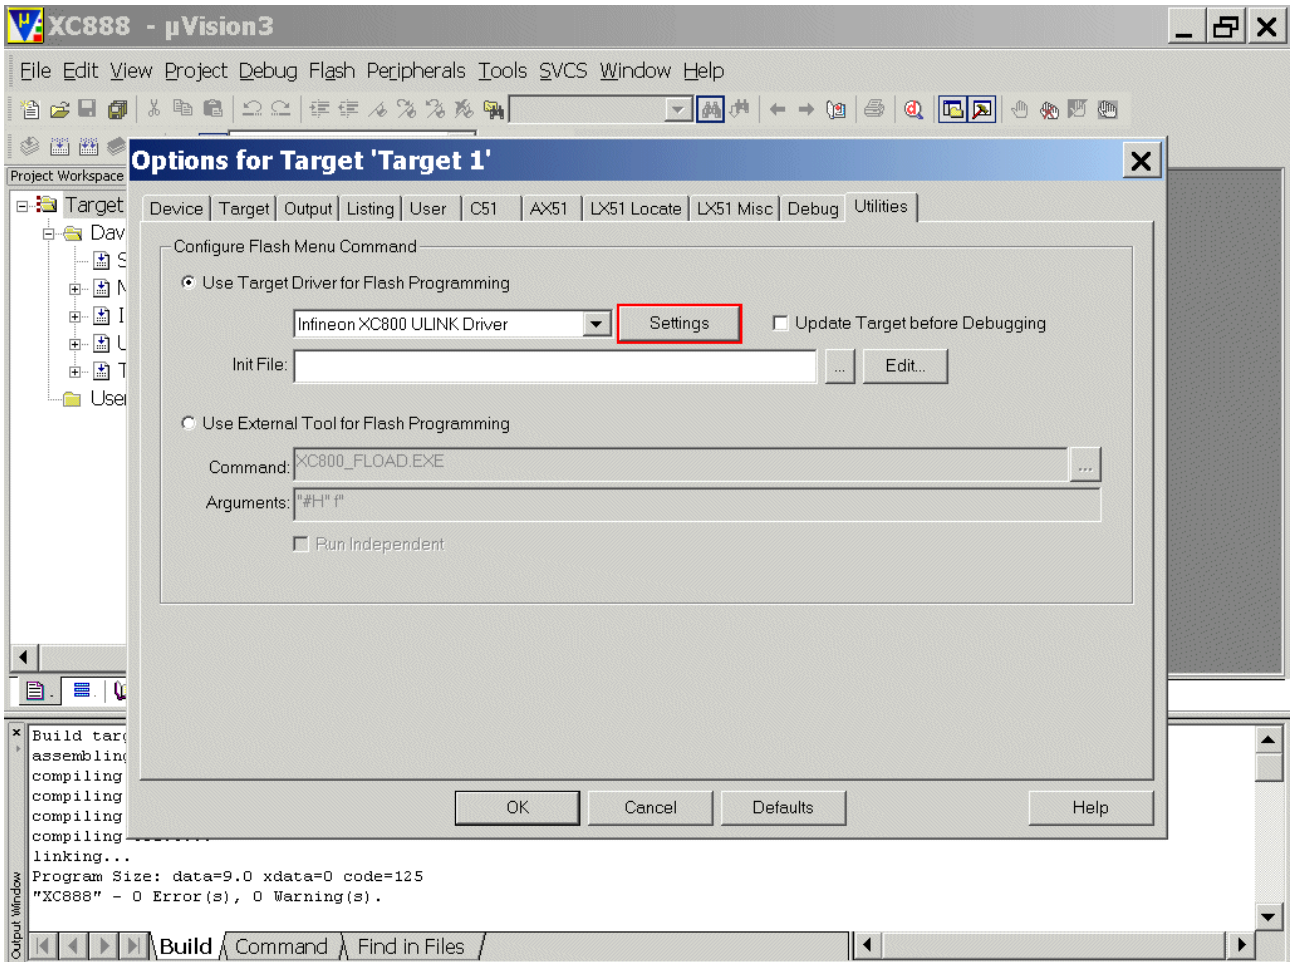 XC888 - µVision3
File Edit View Project Debug Flash Peripherals Tools SVCS Window Help
Options for Target 'Target 1'
Project Workspace
Target
Device Target Output Listing User C51 AX51 LX51 Locate LX51 Misc Debug Utilities
Dav
Configure Flash Menu Command
S
Use Target Driver for Flash Programming
N
I
Infineon XC800 ULINK Driver Settings Update Target before Debugging
U
Init File: ... Edit...
T
User
Use External Tool for Flash Programming
Command: XC800_FLOAD.EXE ...
Arguments: "#H" f"
Run Independent
Build targ
assembling
compiling
compiling
OK Cancel Defaults Help
compiling
compiling
linking...
Program Size: data=9.0 xdata=0 code=125
"XC888" - 0 Error(s), 0 Warning(s).
Output Window
Build Command Find in Files